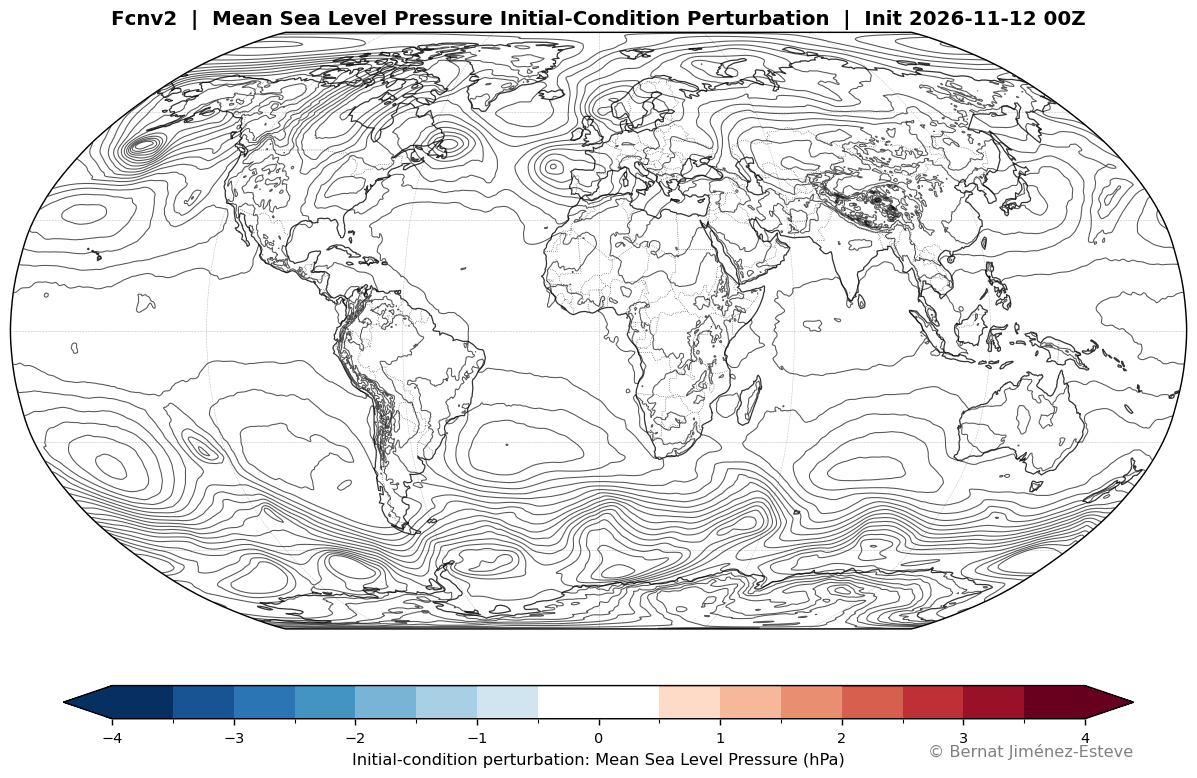 Fcnv2 | Mean Sea Level Pressure Initial-Condition Perturbation | Init 2026-11-12 00Z
−4 −3 −2 −1 0 1 2 3 4
© Bernat Jiménez-Esteve
Initial-condition perturbation: Mean Sea Level Pressure (hPa)